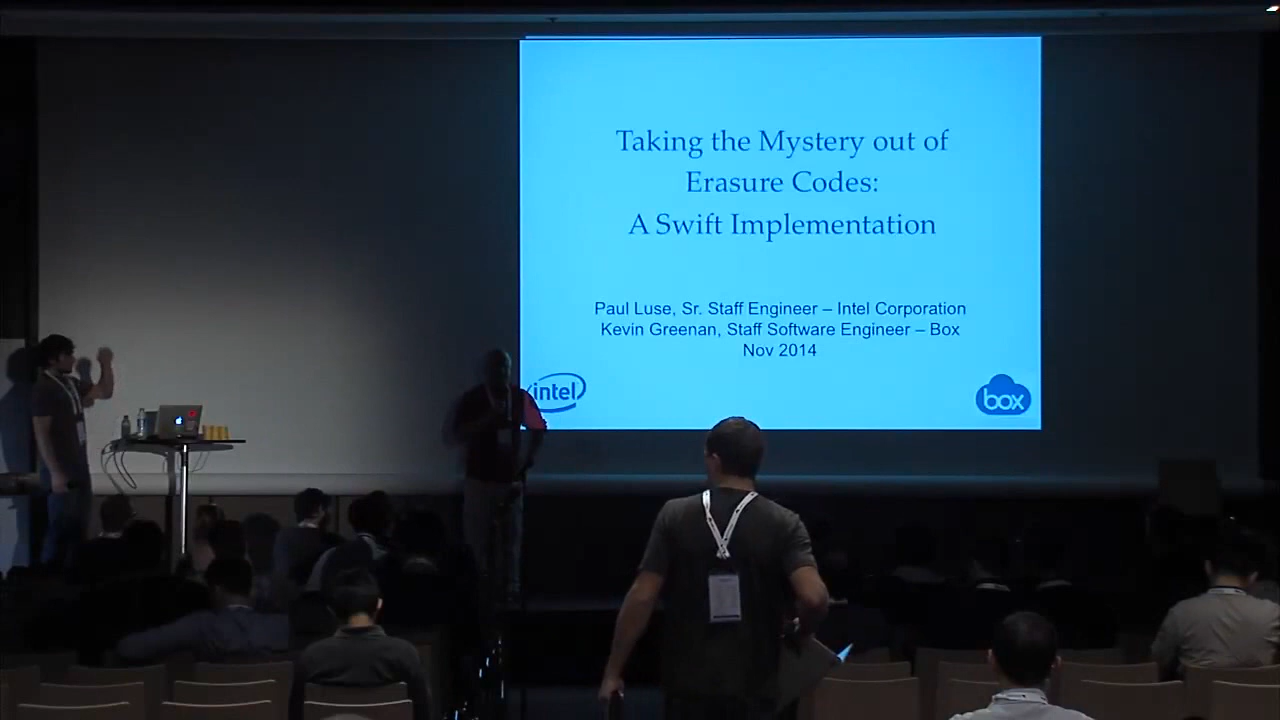 Taking the Mystery out of
Erasure Codes:
A Swift Implementation
Paul Luse, Sr. Staff Engineer – Intel Corporation
Kevin Greenan, Staff Software Engineer – Box
Nov 2014
intel
box